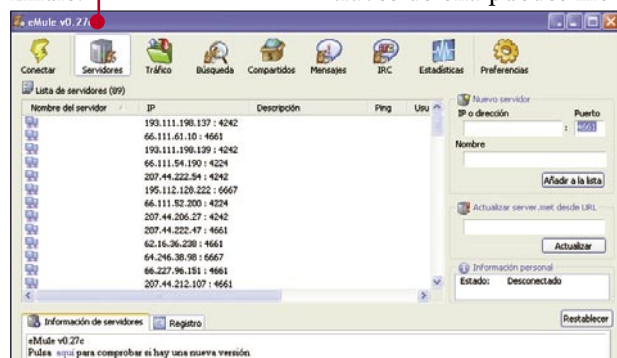 eMule v0.27c
Conectar Servidores Tráfico Búsqueda Compartidos Mensajes IRC Estadísticas Preferencias
Lista de servidores (89)
Nombre del servidor IP Descripción Ping Usu
193.111.198.137 : 4242
66.111.61.10 : 4661
193.111.198.139 : 4242
66.111.54.190 : 4224
207.44.222.54 : 4242
195.112.128.222 : 6667
66.111.52.200 : 4224
207.44.206.27 : 4242
207.44.222.47 : 4661
62.16.36.238 : 4661
64.246.38.98 : 6667
66.227.96.151 : 4661
207.44.212.107 : 4661
Nuevo servidor
IP o dirección Puerto
: 4661
Nombre
Añadir a la lista
Actualizar server.met desde URL
Actualizar
Información personal
Estado: Desconectado
Información de servidores Registro
Restablecer
eMule v0.27c
Pulsa aquí para comprobar si hay una nueva versión